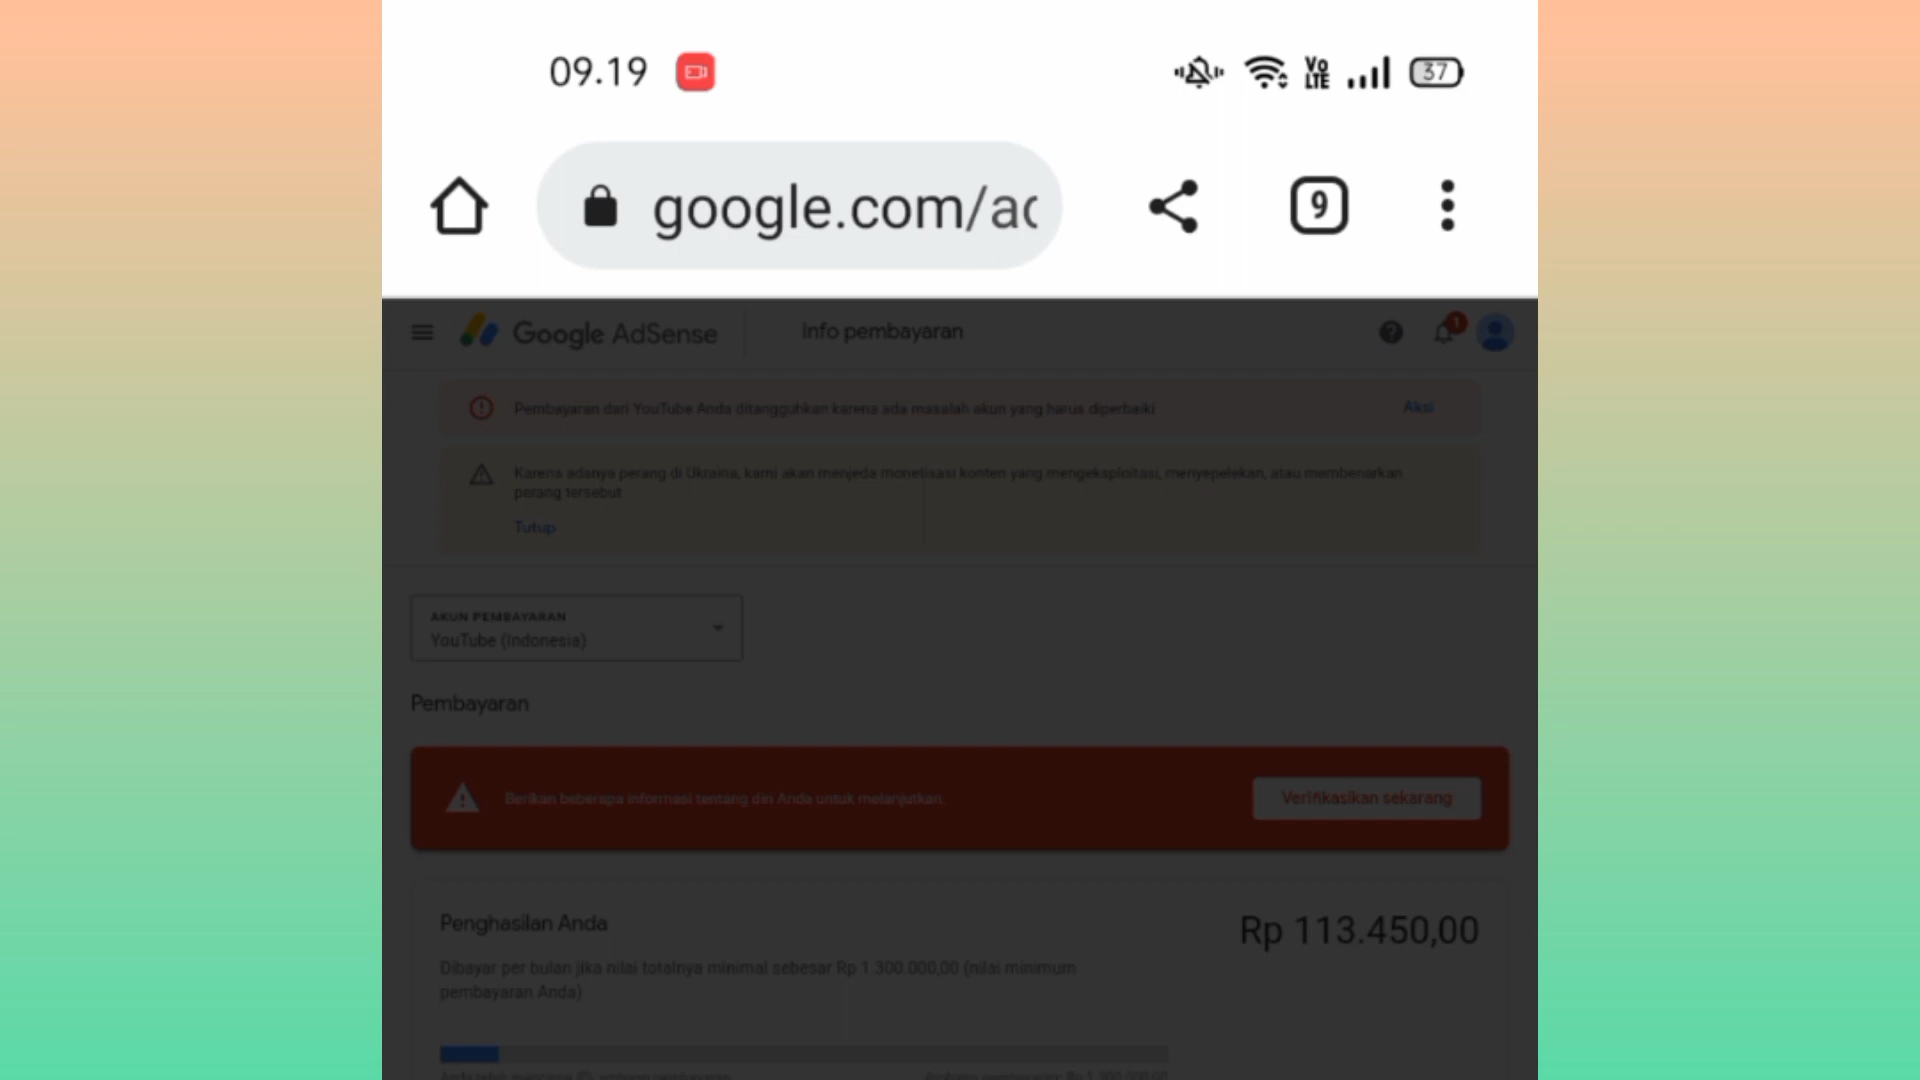 09.19
Vo
LTE
37
google.com/ad
9
Google AdSense
Info pembayaran
1
Pembayaran dari YouTube Anda ditangguhkan karena ada masalah akun yang harus diperbaiki
Aksi
Karena adanya perang di Ukraina, kami akan menjeda monetisasi konten yang mengeksploitasi, menyepelekan, atau membenarkan
perang tersebut
Tutup
AKUN PEMBAYARAN
YouTube (Indonesia)
Pembayaran
Berikan beberapa informasi tentang diri Anda untuk melanjutkan.
Verifikasikan sekarang
Penghasilan Anda
Rp 113.450,00
Dibayar per bulan jika nilai totalnya minimal sebesar Rp 1.300.000,00 (nilai minimum
pembayaran Anda)